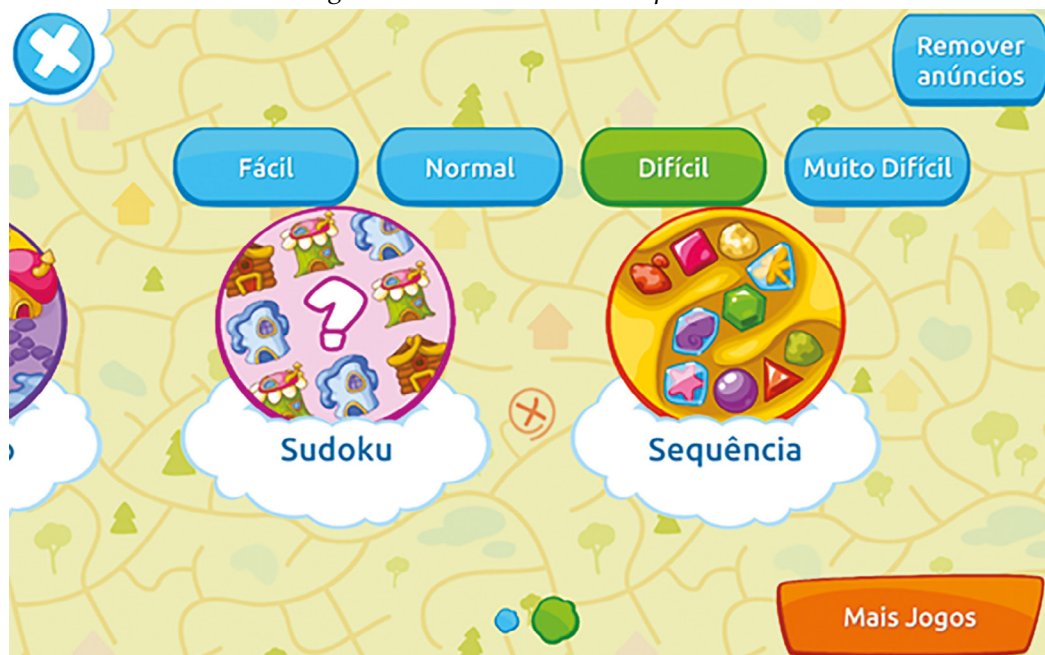 Remover
anúncios
Fácil
Normal
Difícil
Muito Difícil
?
Sudoku
Sequência
Mais Jogos